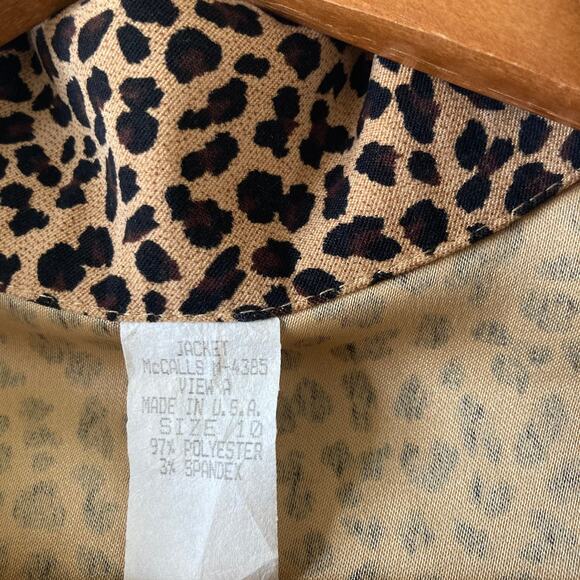 JACKET
McCALLS M-4385
VIEW A
MADE IN U.S.A.
SIZE 10
97% POLYESTER
3% SPANDEX